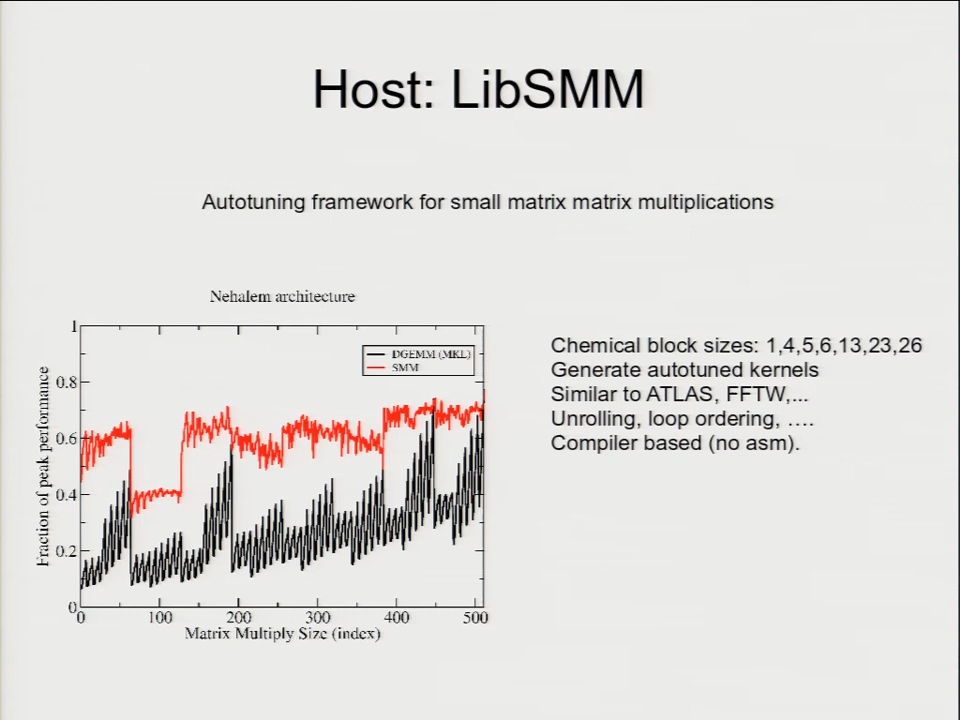 Host: LibSMM
Autotuning framework for small matrix matrix multiplications
Nehalem architecture
1
0.8
0.6
0.4
0.2
0
Fraction of peak performance
DGEMM (MKL)
SMM
0 100 200 300 400 500
Matrix Multiply Size (index)
Chemical block sizes: 1,4,5,6,13,23,26
Generate autotuned kernels
Similar to ATLAS, FFTW,...
Unrolling, loop ordering, ….
Compiler based (no asm).